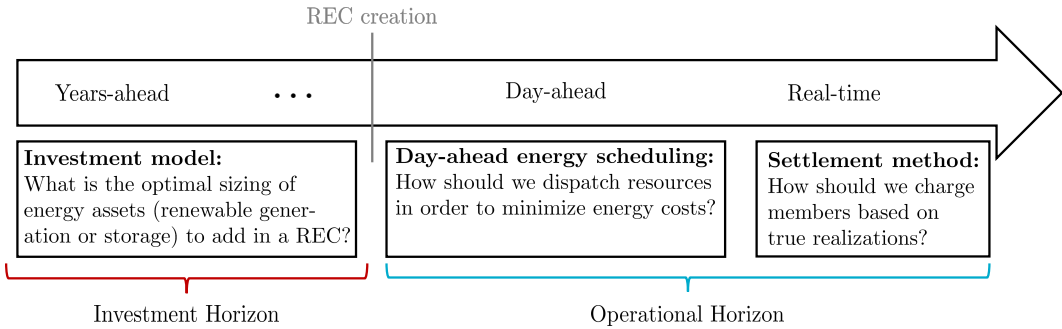 REC creation
Years-ahead
...
Day-ahead
Real-time
Investment model:
What is the optimal sizing of
energy assets (renewable gener-
ation or storage) to add in a REC?
Day-ahead energy scheduling:
How should we dispatch resources
in order to minimize energy costs?
Settlement method:
How should we charge
members based on
true realizations?
Investment Horizon
Operational Horizon